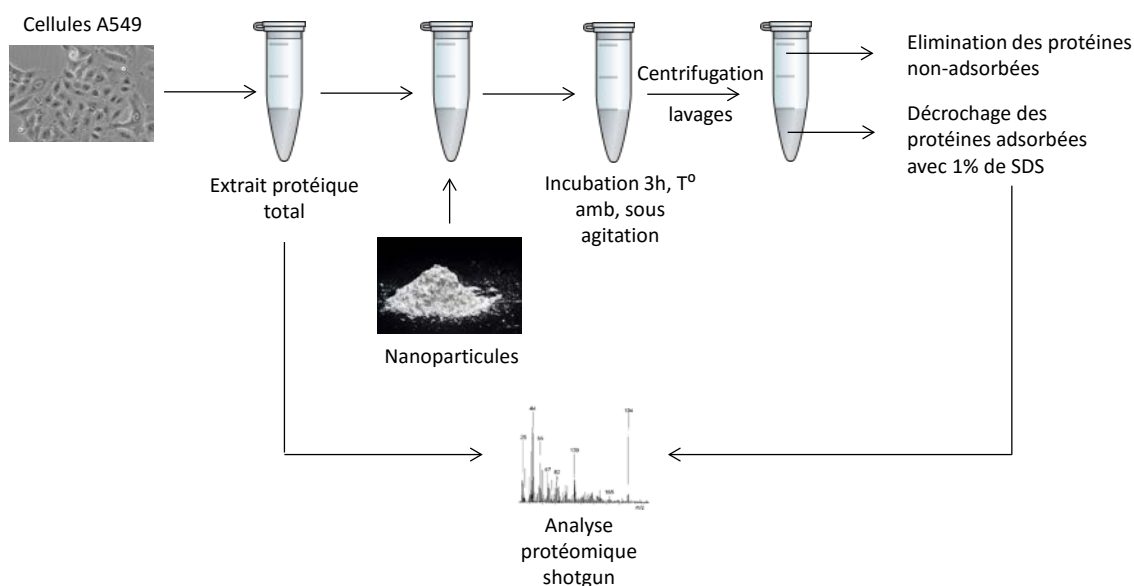 Cellules A549
Extrait protéique
total
Nanoparticules
Incubation 3h, Tº
amb, sous
agitation
Centrifugation
lavages
Elimination des protéines
non-adsorbées
Décrochage des
protéines adsorbées
avec 1% de SDS
Analyse
protéomique
shotgun